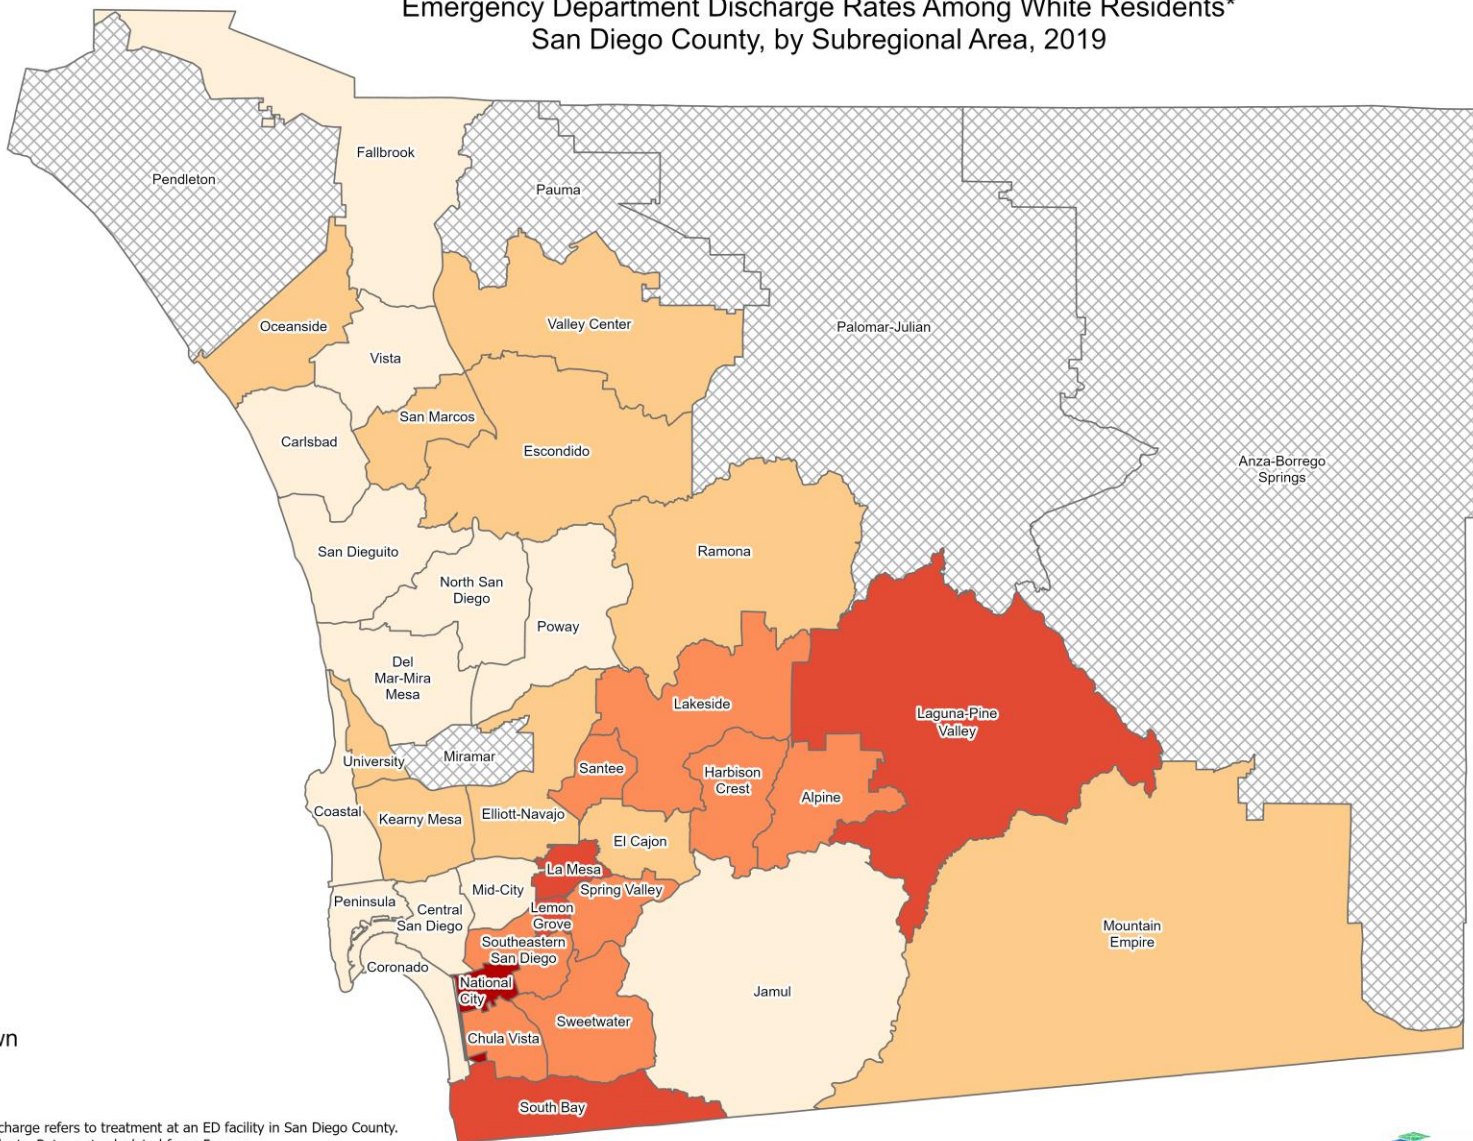 Emergency Department Discharge Rates Among White Residents*
San Diego County, by Subregional Area, 2019
Fallbrook
Pendleton
Pauma
Oceanside
Valley Center
Palomar-Julian
Vista
San Marcos
Carlsbad
Escondido
Anza-Borrego
Springs
San Dieguito
Ramona
North San
Diego
Poway
Del
Mar-Mira
Mesa
Lakeside
Laguna-Pine
Valley
University
Miramar
Santee
Harbison
Crest
Alpine
Coastal
Kearny Mesa
Elliott-Navajo
El Cajon
La Mesa
Mid-City
Spring Valley
Peninsula
Central
San Diego
Lemon
Grove
Mountain
Empire
Southeastern
San Diego
Coronado
National
City
Jamul
Sweetwater
Chula Vista
South Bay
charge refers to treatment at an ED facility in San Diego County.